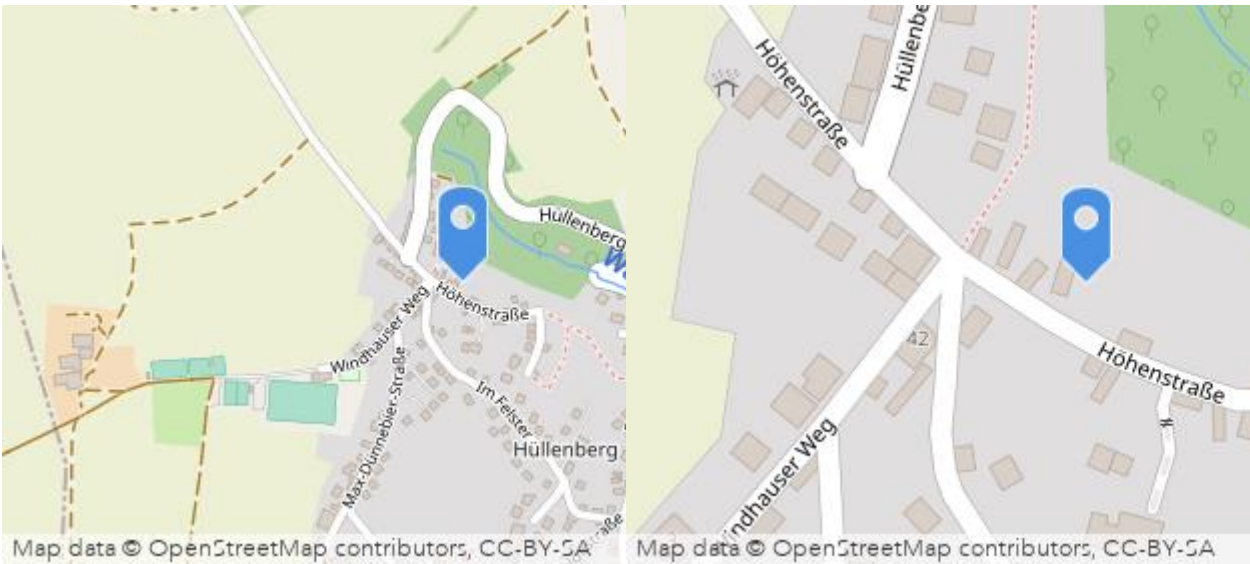 Hüllenberg
W
Höhenstraße
Windhauser Weg
Max-Dünnebier-Straße
Im Felster
Hüllenberg
Map data © OpenStreetMap contributors, CC-BY-SA
Höhenstraße
Hüllenbe
42
Höhenstraße
Windhauser Weg
Map data © OpenStreetMap contributors, CC-BY-SA